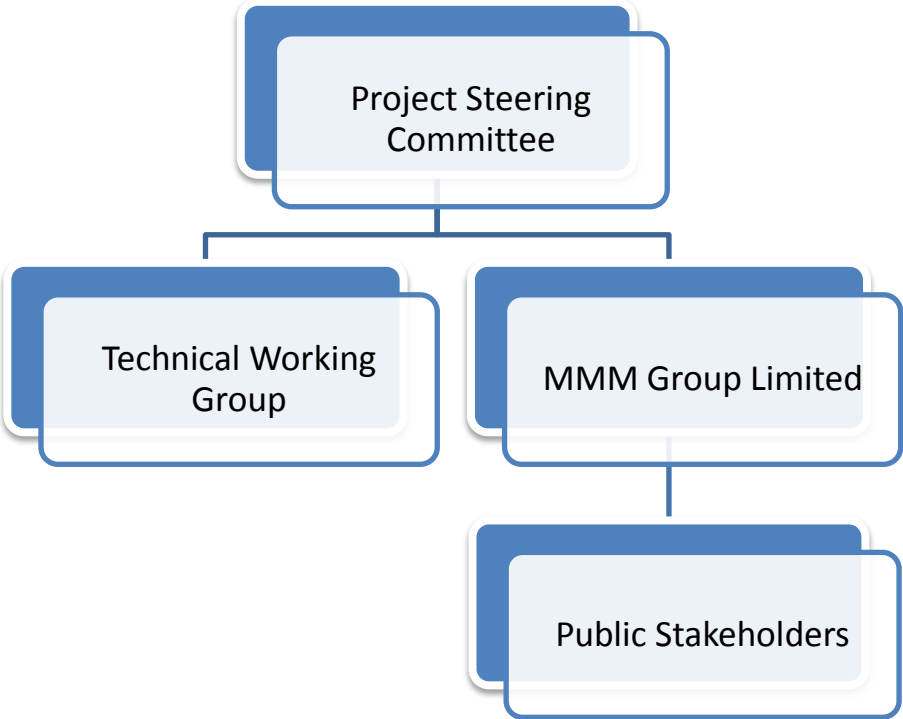 Project Steering
Committee
Technical Working
Group
MMM Group Limited
Public Stakeholders